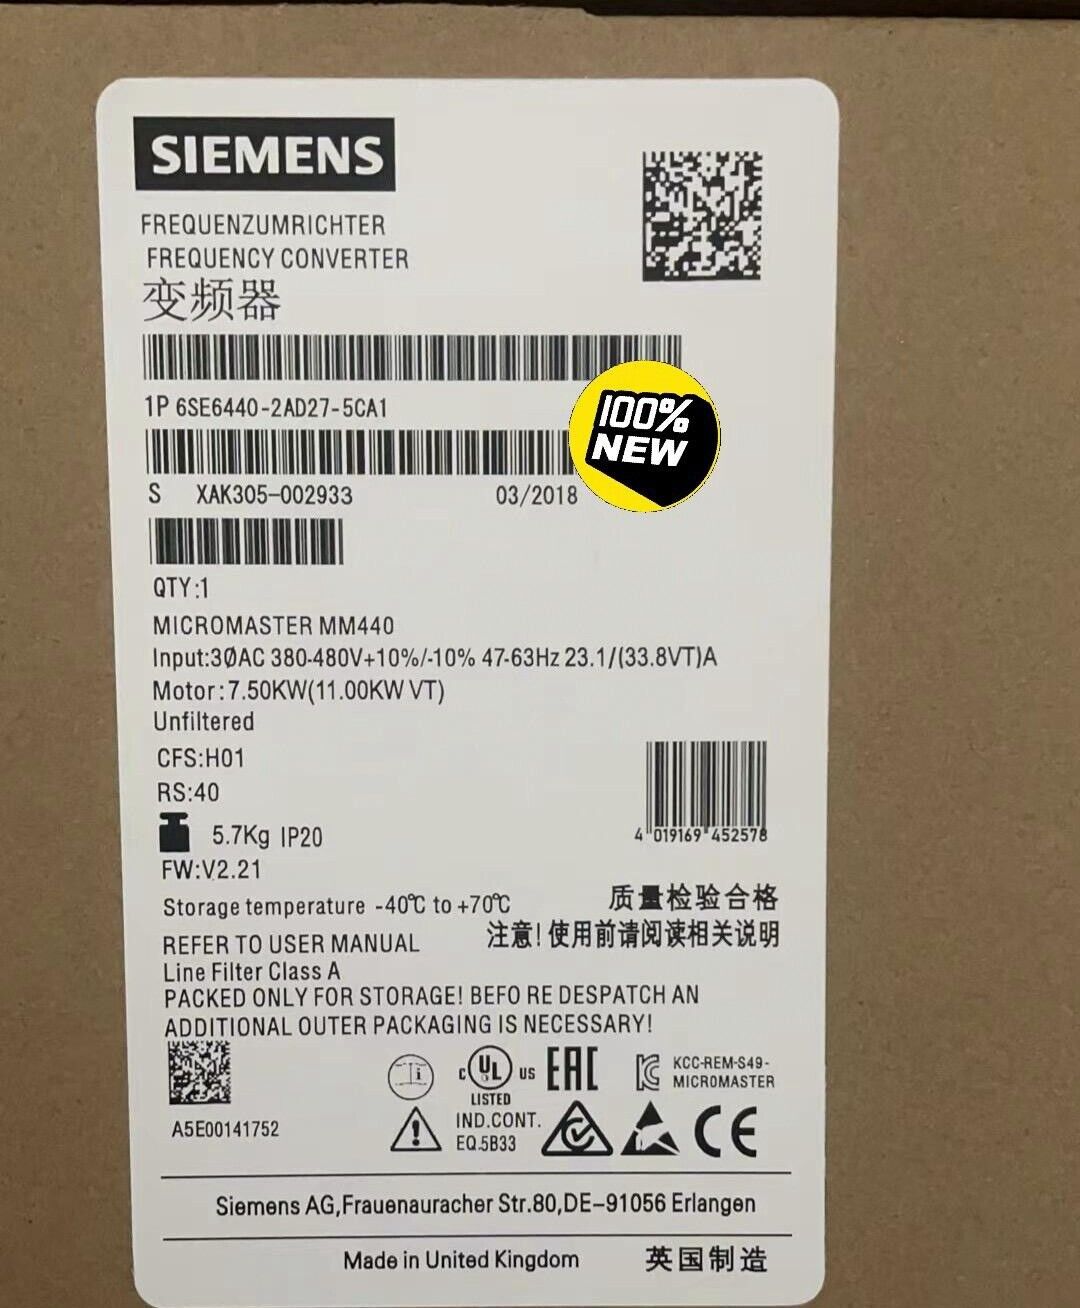 SIEMENS
FREQUENZUMRICHTER
FREQUENCY CONVERTER
变频器
1P 6SE6440-2AD27-5CA1
100%
NEW
S XAK305-002933 03/2018
QTY:1
MICROMASTER MM440
Input:3ØAC 380-480V+10%/-10% 47-63Hz 23.1/(33.8VT)A
Motor:7.50KW(11.00KW VT)
Unfiltered
CFS:H01
RS:40
4 019169 452578
5.7Kg IP20
FW:V2.21
质量检验合格
Storage temperature -40℃ to +70℃
注意!使用前请阅读相关说明
REFER TO USER MANUAL
Line Filter Class A
PACKED ONLY FOR STORAGE! BEFO RE DESPATCH AN
ADDITIONAL OUTER PACKAGING IS NECESSARY!
i
c UL us
LISTED
IND.CONT.
EQ.5B33
EAC
KCC-REM-S49-
MICROMASTER
CE
A5E00141752
Siemens AG,Frauenauracher Str.80,DE-91056 Erlangen
Made in United Kingdom 英国制造